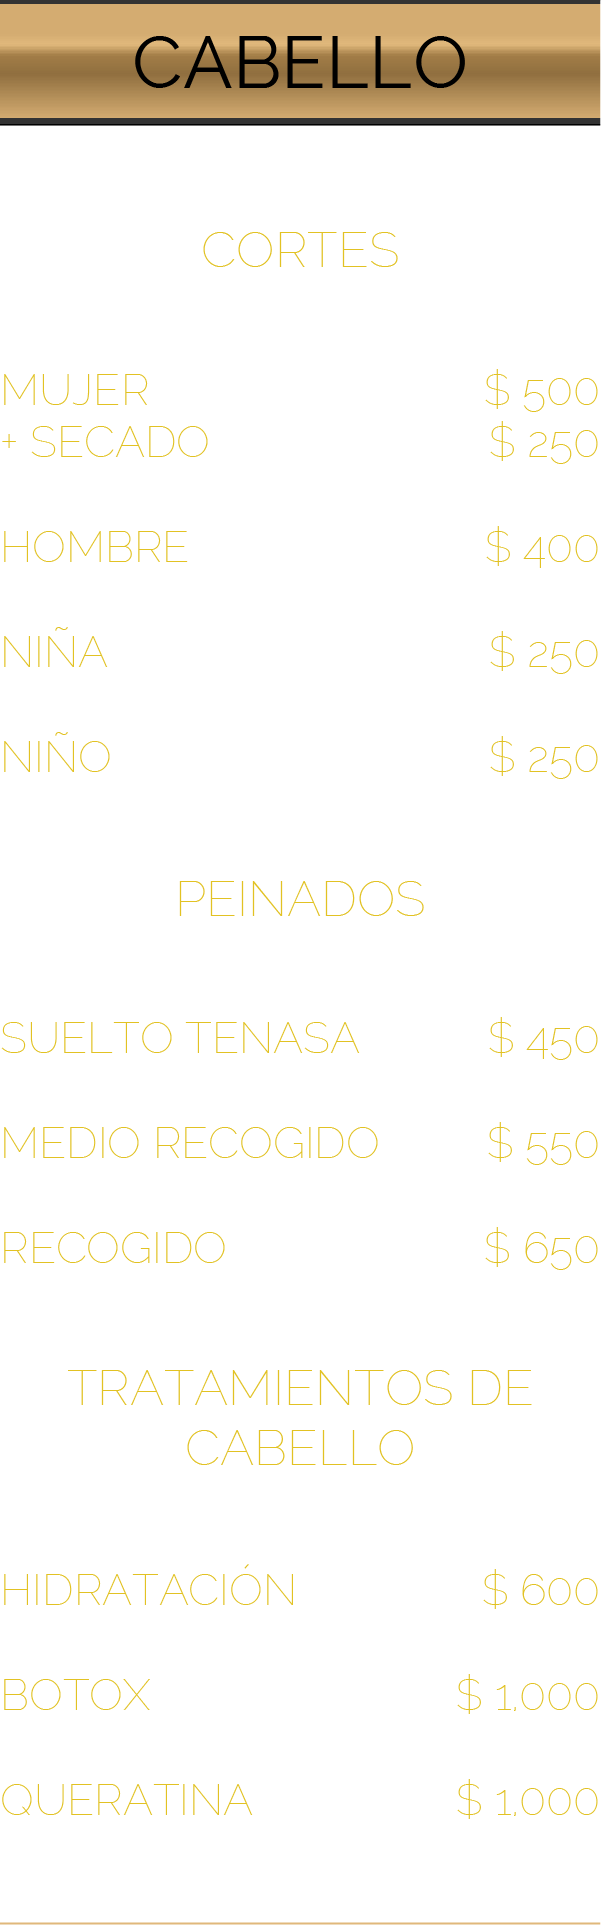 CABELLO
CORTES
MUJER $ 500
+ SECADO $ 250
HOMBRE $ 400
NIÑA $ 250
NIÑO $ 250
PEINADOS
SUELTO TENASA $ 450
MEDIO RECOGIDO $ 550
RECOGIDO $ 650
TRATAMIENTOS DE
CABELLO
HIDRATACIÓN $ 600
BOTOX $ 1,000
QUERATINA $ 1,000